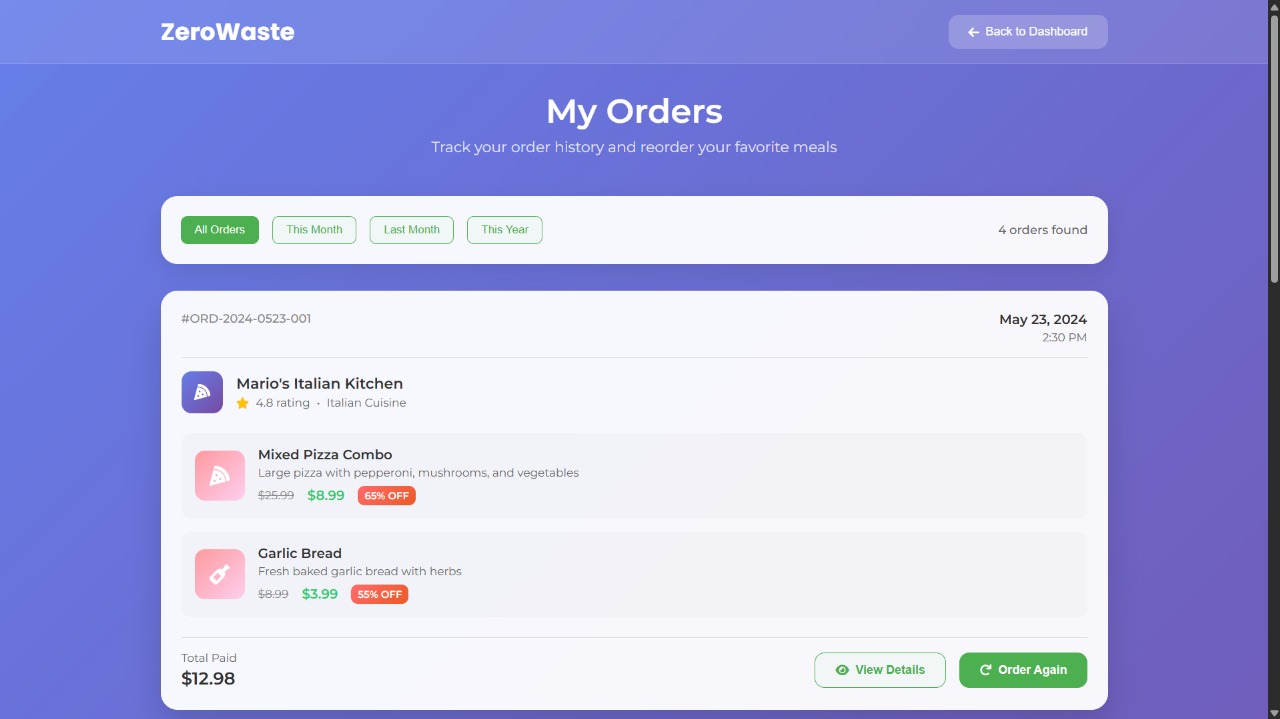 ZeroWaste
Back to Dashboard
My Orders
Track your order history and reorder your favorite meals
All Orders
This Month
Last Month
This Year
4 orders found
#ORD-2024-0523-001
May 23, 2024
2:30 PM
Mario's Italian Kitchen
4.8 rating • Italian Cuisine
Mixed Pizza Combo
Large pizza with pepperoni, mushrooms, and vegetables
$25.99 $8.99 65% OFF
Garlic Bread
Fresh baked garlic bread with herbs
$8.99 $3.99 55% OFF
Total Paid
$12.98
View Details
Order Again